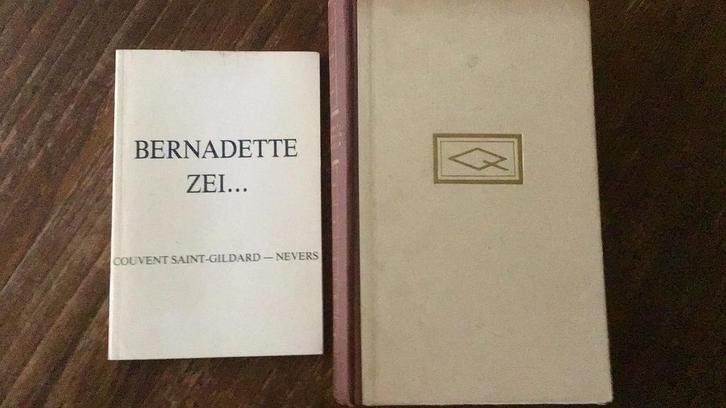 BERNADETTE
ZEI...
COUVENT SAINT-GILDARD — NEVERS